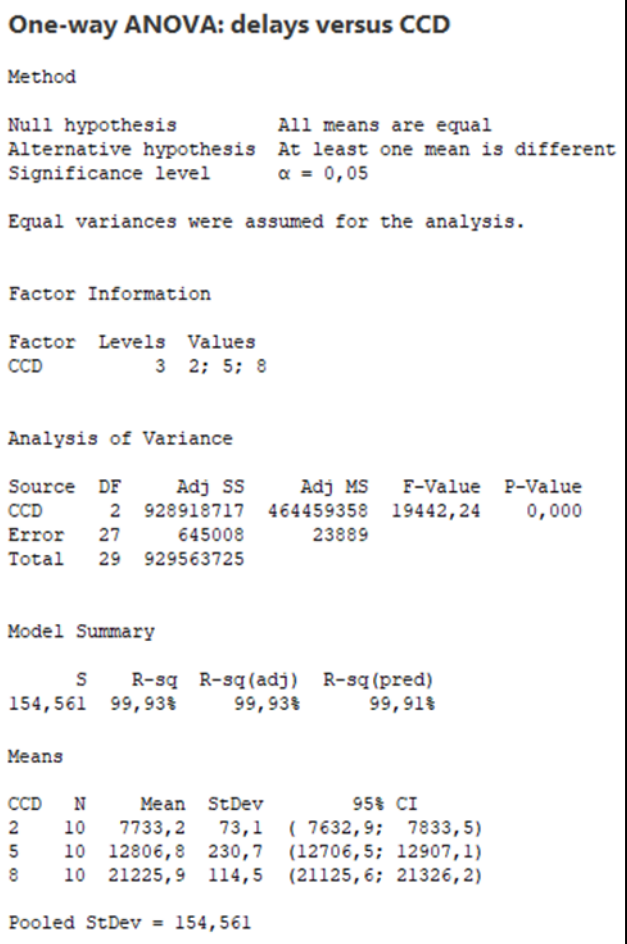 One-way ANOVA: delays versus CCD
Method
Null hypothesis All means are equal
Alternative hypothesis At least one mean is different
Significance level α = 0,05
Equal variances were assumed for the analysis.
Factor Information
Factor Levels Values
CCD 3 2; 5; 8
Analysis of Variance
Source DF Adj SS Adj MS F-Value P-Value
CCD 2 928918717 464459358 19442,24 0,000
Error 27 645008 23889
Total 29 929563725
Model Summary
S R-sq R-sq(adj) R-sq(pred)
154,561 99,93% 99,93% 99,91%
Means
CCD N Mean StDev 95% CI
2 10 7733,2 73,1 ( 7632,9; 7833,5)
5 10 12806,8 230,7 (12706,5; 12907,1)
8 10 21225,9 114,5 (21125,6; 21326,2)
Pooled StDev = 154,561